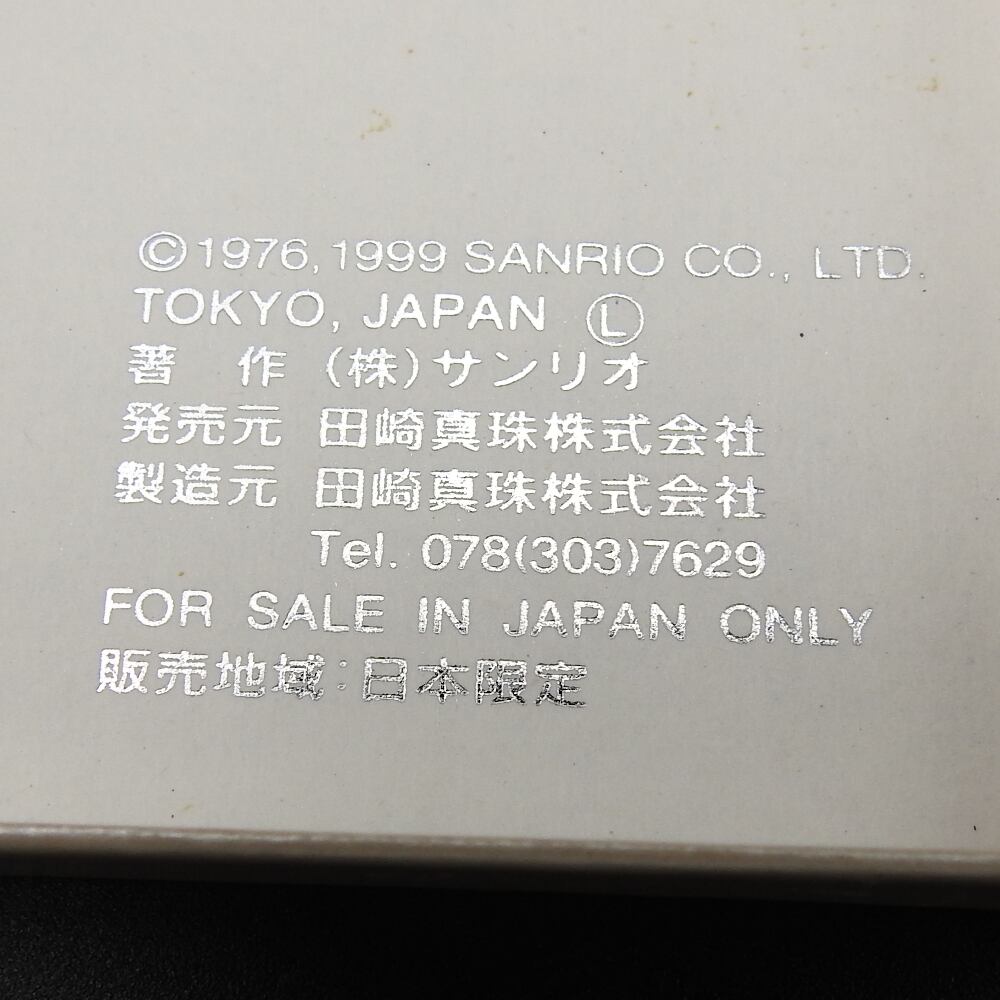 ©1976,1999 SANRIO CO., LTD.
TOKYO, JAPAN Ⓛ
著　作 (株)サンリオ
発売元 田崎真珠株式会社
製造元 田崎真珠株式会社
Tel. 078(303)7629
FOR SALE IN JAPAN ONLY
販売地域:日本限定